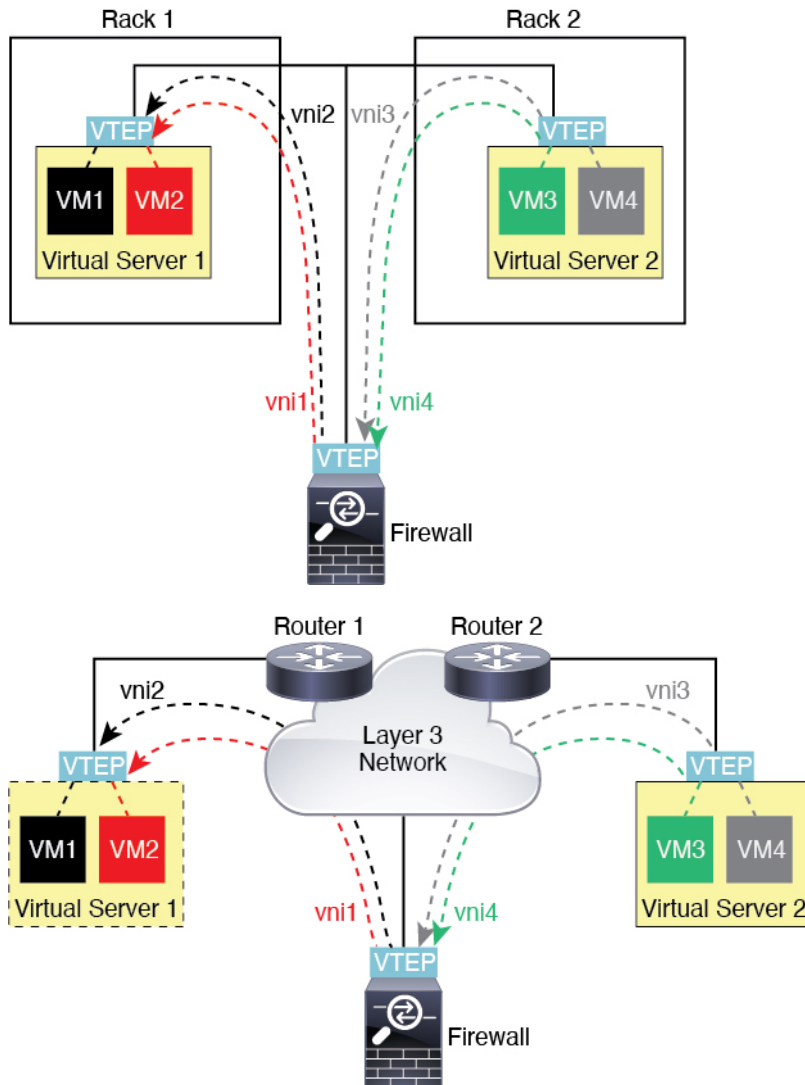 Rack 1
Rack 2
vni2
vni3
VTEP
VTEP
VM1
VM2
VM3
VM4
Virtual Server 1
Virtual Server 2
vni1
vni4
VTEP
Firewall
Router 1
Router 2
vni2
vni3
Layer 3
Network
VTEP
VTEP
VM1
VM2
VM3
VM4
Virtual Server 1
Virtual Server 2
vni1
vni4
VTEP
Firewall